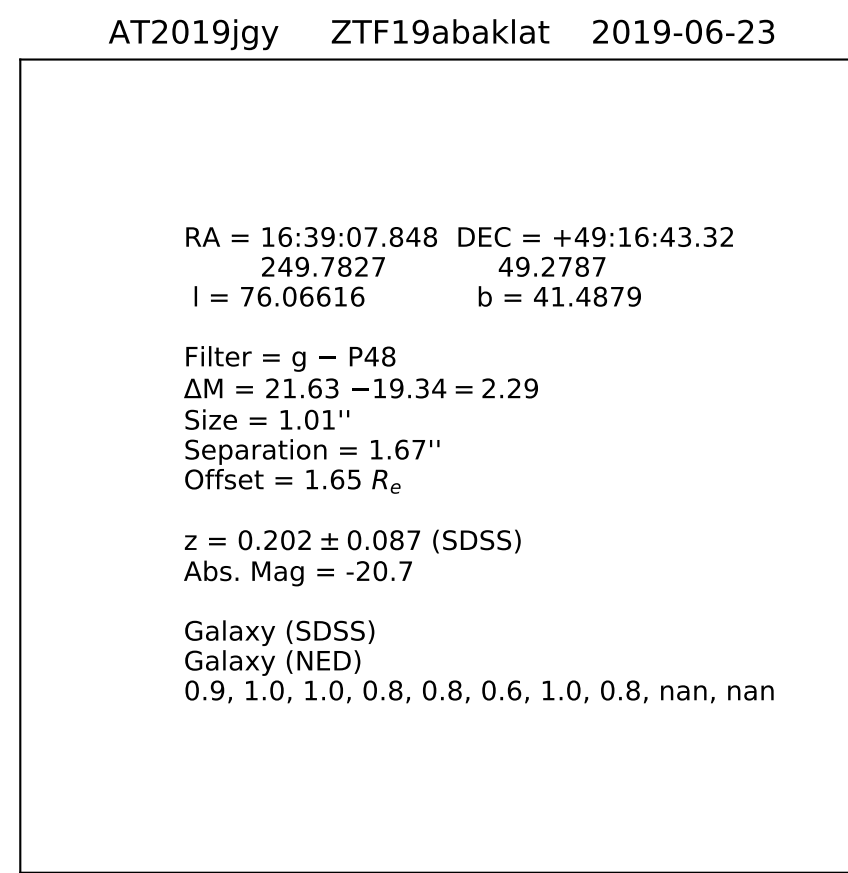 AT2019jgy ZTF19abaklat 2019-06-23
RA = 16:39:07.848 DEC = +49:16:43.32
249.7827 49.2787
l = 76.06616 b = 41.4879
Filter = g − P48
ΔM = 21.63 −19.34 = 2.29
Size = 1.01''
Separation = 1.67''
Offset = 1.65 Re
z = 0.202 ± 0.087 (SDSS)
Abs. Mag = -20.7
Galaxy (SDSS)
Galaxy (NED)
0.9, 1.0, 1.0, 0.8, 0.8, 0.6, 1.0, 0.8, nan, nan